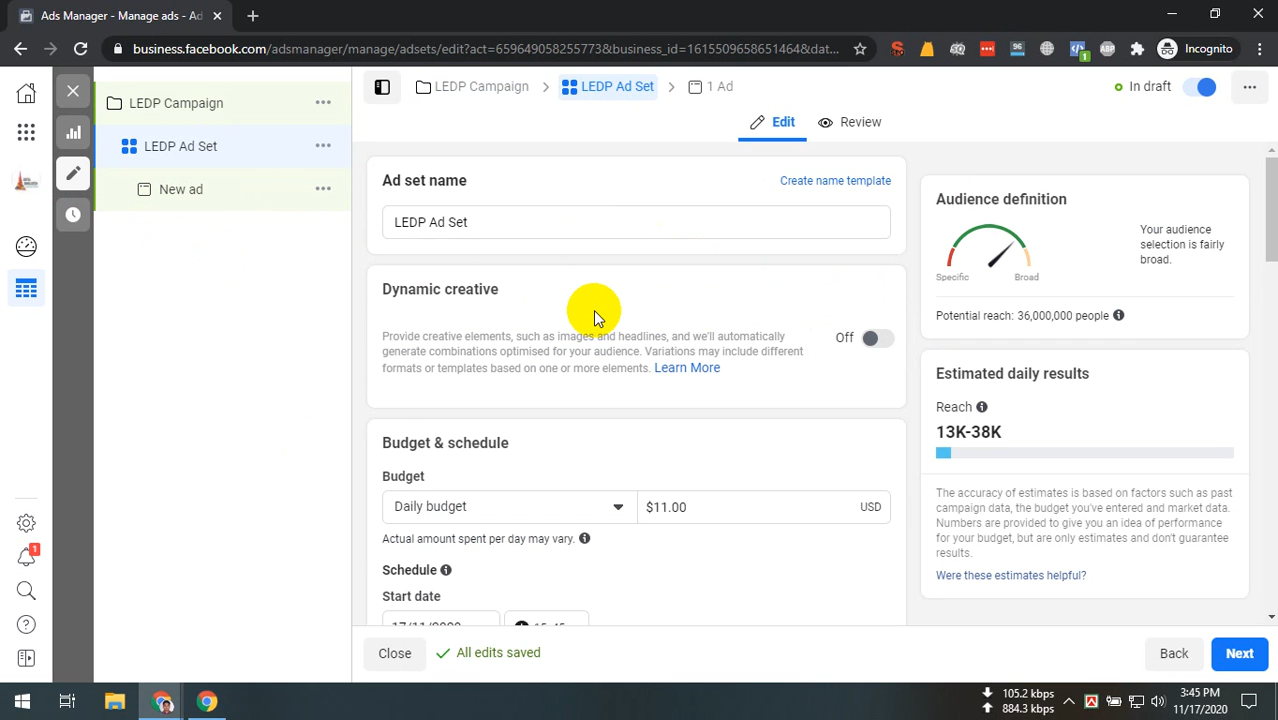 Ads Manager - Manage ads - Ad
business.facebook.com/adsmanager/manage/adsets/edit?act=659649058255773&business_id=161550965865146​4&dat...
Incognito
96
1
ABP
LEDP Campaign
LEDP Ad Set
1 Ad
In draft
LEDP Campaign
LEDP Ad Set
New ad
Edit
Review
Ad set name
Create name template
LEDP Ad Set
Dynamic creative
Provide creative elements, such as images and headlines, and we'll automatically
generate combinations optimised for your audience. Variations may include different
formats or templates based on one or more elements. Learn More
Off
Budget & schedule
Budget
Daily budget
$11.00
USD
Actual amount spent per day may vary.
Schedule
Start date
Audience definition
Your audience
selection is fairly
broad.
Specific
Broad
Potential reach: 36,000,000 people
Estimated daily results
Reach
13K-38K
The accuracy of estimates is based on factors such as past
campaign data, the budget you've entered and market data.
Numbers are provided to give you an idea of performance
for your budget, but are only estimates and don't guarantee
results.
Were these estimates helpful?
1
Close
All edits saved
Back
Next
105.2 kbps
884.3 kbps
3:45 PM
11/17/2020